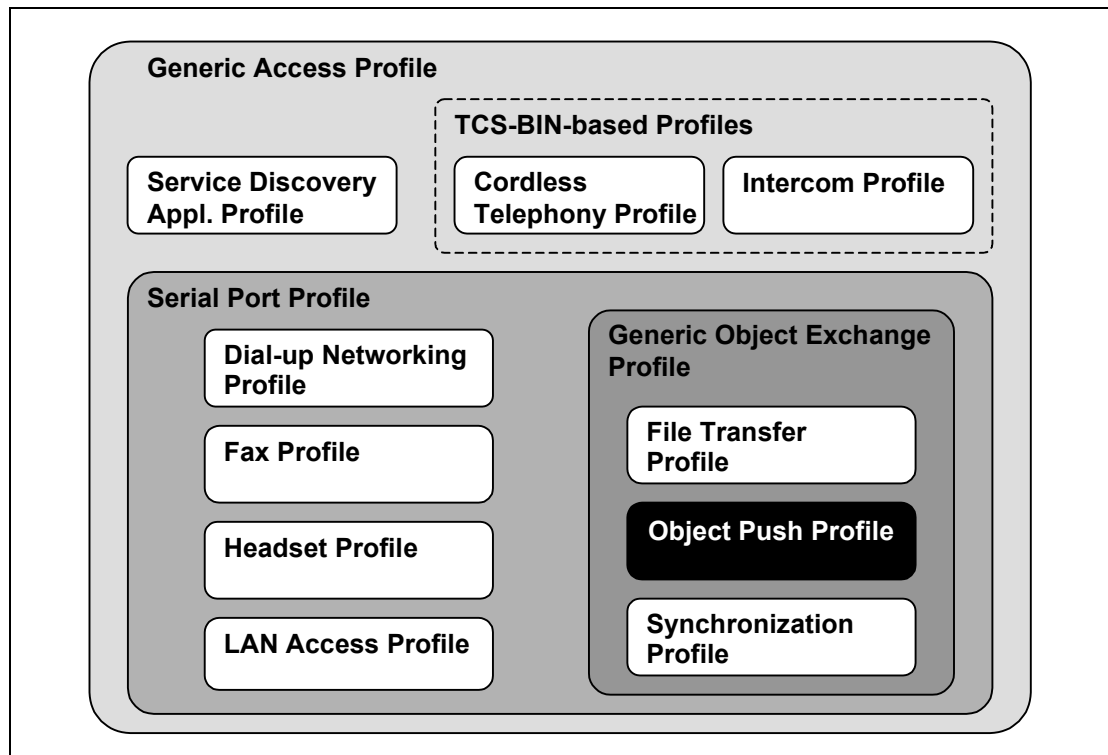 Generic Access Profile
TCS-BIN-based Profiles
Service Discovery
Appl. Profile
Cordless
Telephony Profile
Intercom Profile
Serial Port Profile
Dial-up Networking
Profile
Fax Profile
Headset Profile
LAN Access Profile
Generic Object Exchange
Profile
File Transfer
Profile
Object Push Profile
Synchronization
Profile